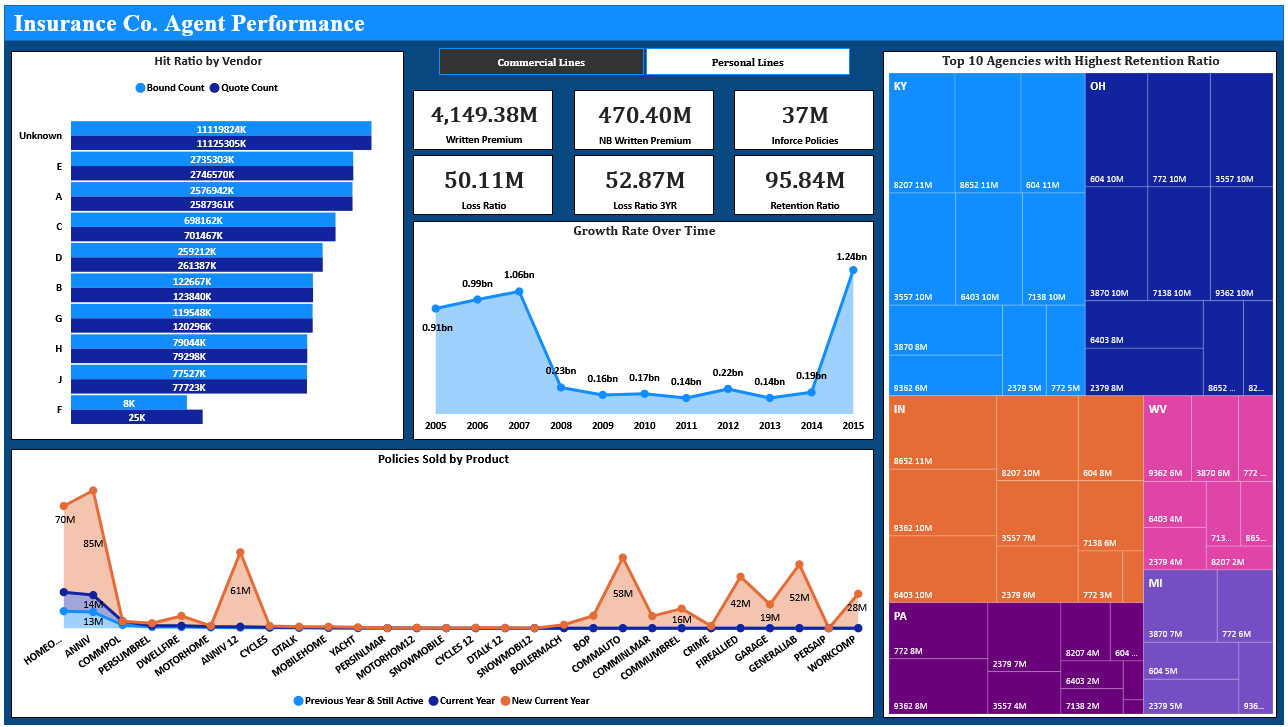 Insurance Co. Agent Performance
Hit Ratio by Vendor
Bound Count Quote Count
Unknown 11119824K
11125305K
E 2735303K
2746570K
A 2576942K
2587361K
C 698162K
701467K
D 259212K
261387K
B 122667K
123840K
G 119548K
120296K
H 79044K
79298K
J 77527K
77723K
F 8K
25K
Commercial Lines Personal Lines
4,149.38M
Written Premium
470.40M
NB Written Premium
37M
Inforce Policies
50.11M
Loss Ratio
52.87M
Loss Ratio 3YR
95.84M
Retention Ratio
Growth Rate Over Time
0.91bn 0.99bn 1.06bn 0.23bn 0.16bn 0.17bn 0.14bn 0.22bn 0.14bn 0.19bn 1.24bn
2005 2006 2007 2008 2009 2010 2011 2012 2013 2014 2015
Policies Sold by Product
70M 85M 14M 13M 61M 58M 16M 42M 19M 52M 28M
HOMEO... ANNIV COMMPOL PERSUMBREL DWELLFIRE MOTORHOME ANNIV 12 CYCLES DTALK MOBILEHOME YACHT PERSINLMAR MOTORHOM12 SNOWMOBILE CYCLES 12 DTALK 12 SNOWMOBI12 BOILERMACH BOP COMMAUTO COMMINLMAR COMMUMBREL CRIME FIREALLIED GARAGE GENERALIAB PERSAIP WORKCOMP
Previous Year & Still Active Current Year New Current Year
Top 10 Agencies with Highest Retention Ratio
KY
8207 11M 8652 11M 604 11M
3557 10M 6403 10M 7138 10M
3870 8M
9362 6M 2379 5M 772 5M
OH
604 10M 772 10M 3557 10M
3870 10M 7138 10M 9362 10M
6403 8M
2379 8M 8652 ... 82...
IN
8652 11M 8207 10M 604 8M
9362 10M 3557 7M 7138 6M
6403 10M 2379 6M 772 3M
WV
9362 6M 3870 6M 772 ...
6403 4M 713... 865...
2379 4M 8207 2M
PA
772 8M 2379 7M 8207 4M 604 ...
6403 2M
9362 8M 3557 4M 7138 2M
MI
3870 7M 772 6M
604 5M
2379 5M 936...